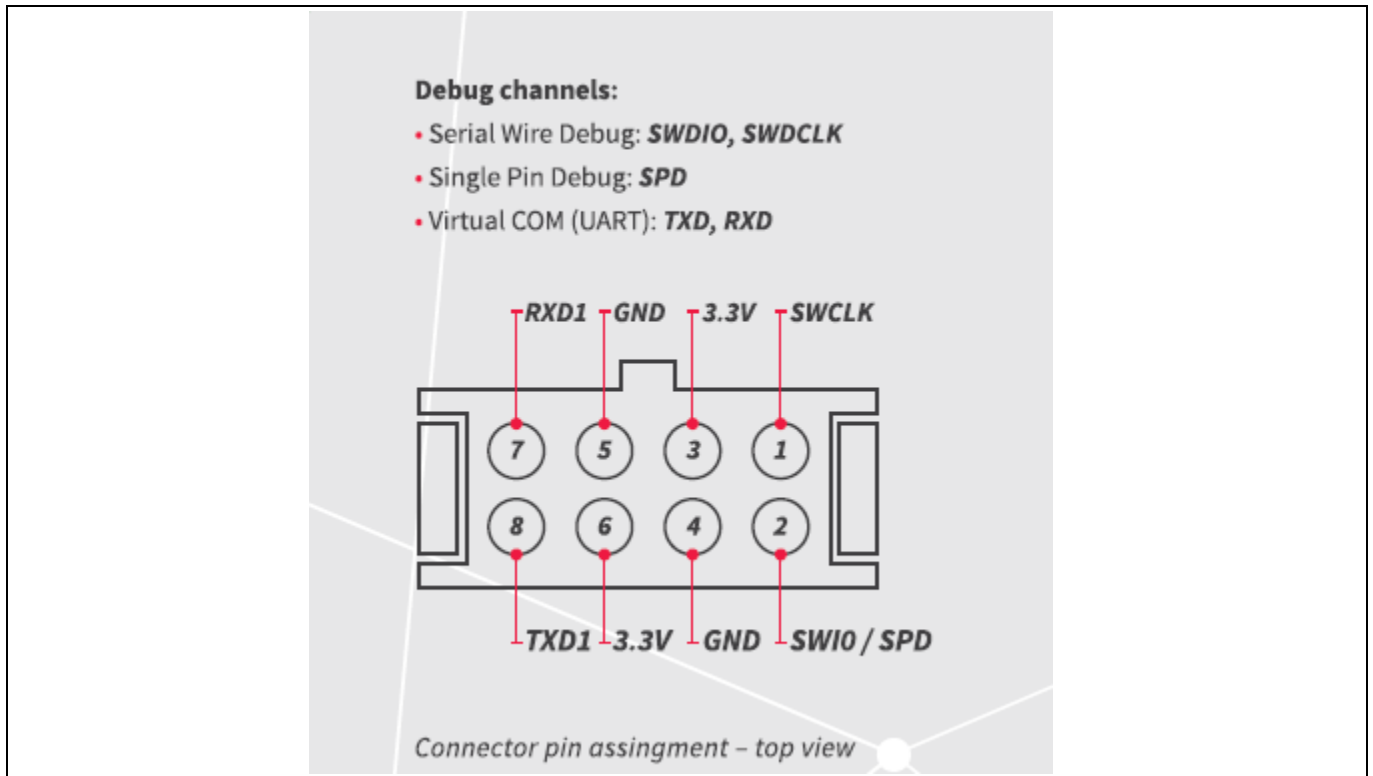 Debug channels:
• Serial Wire Debug: SWDIO, SWDCLK
• Single Pin Debug: SPD
• Virtual COM (UART): TXD, RXD
RXD1 GND 3.3V SWCLK
7 5 3 1
8 6 4 2
TXD1 3.3V GND SWI0 / SPD
Connector pin assingment – top view